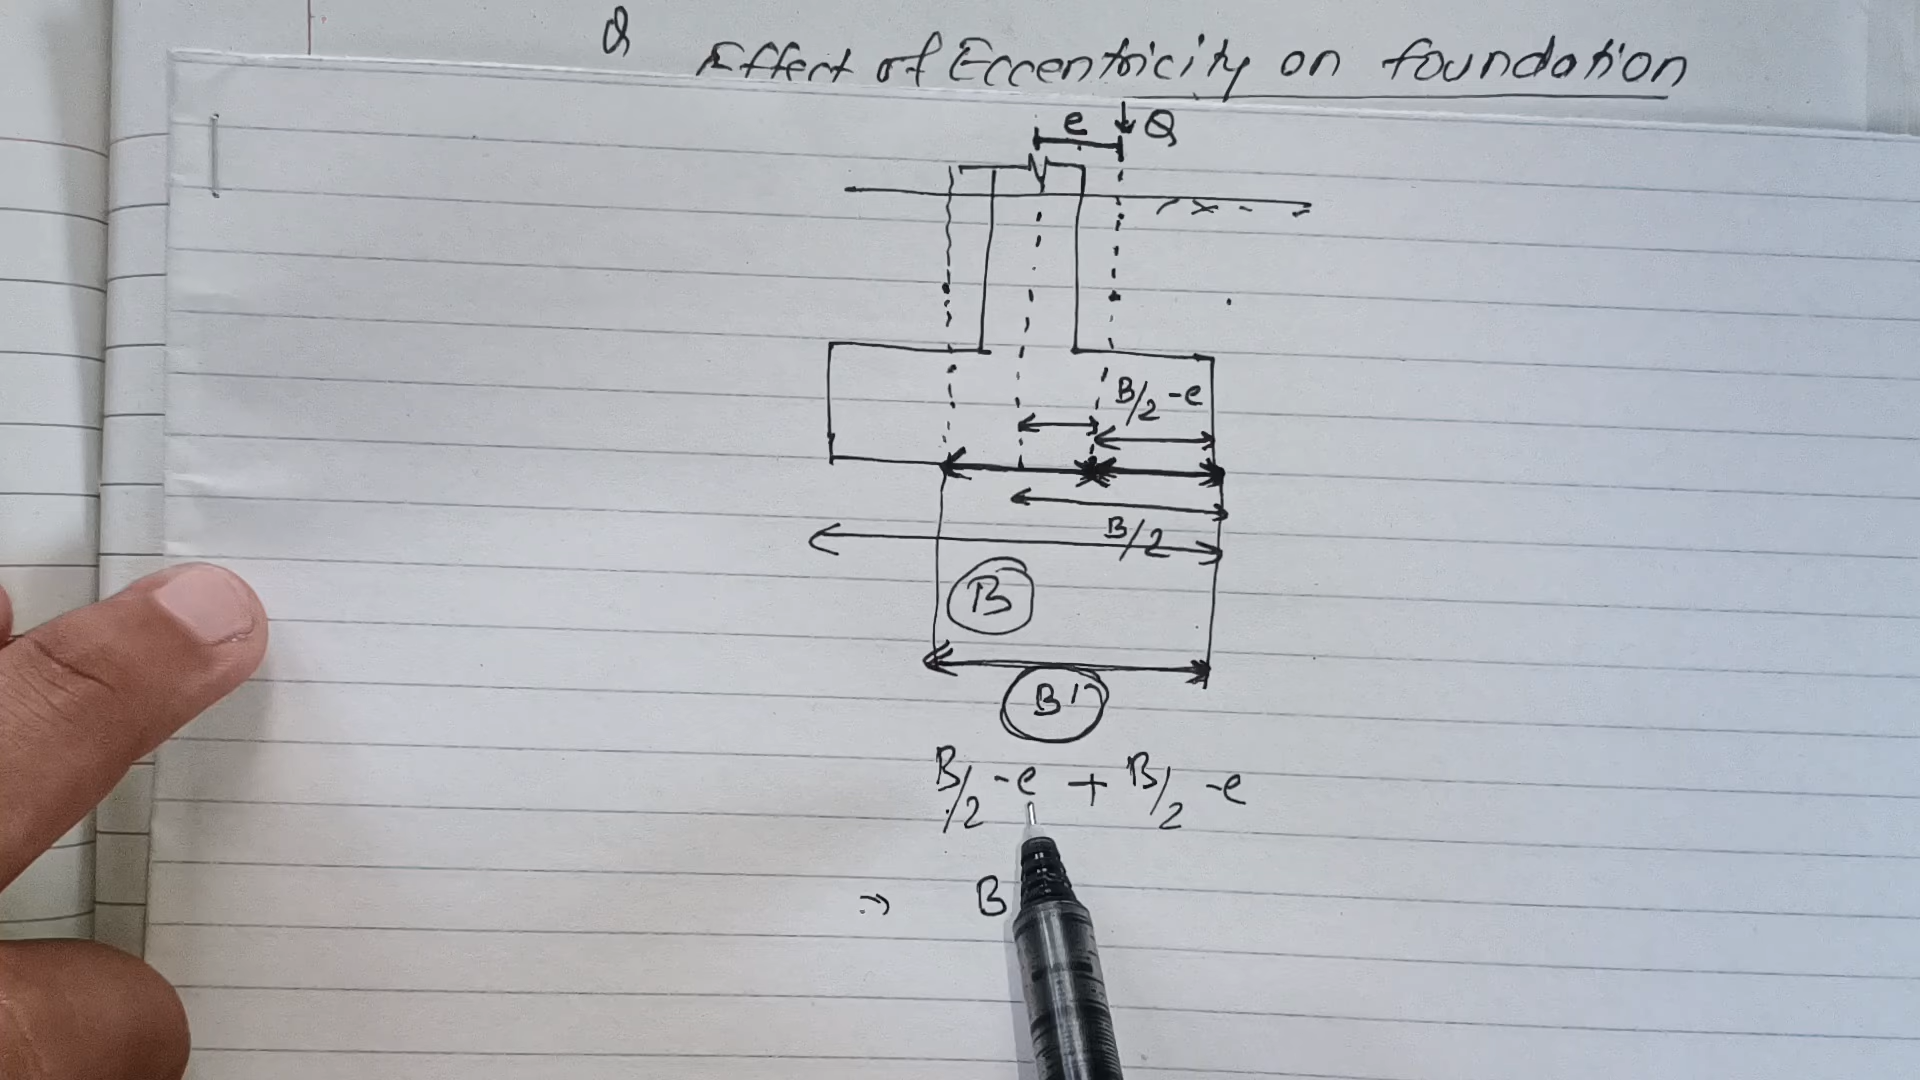 Effect of Eccentricity on foundation
e Q
B/2 -e
B/2
B
B'
B/2 -e + B/2 -e
⇒ B